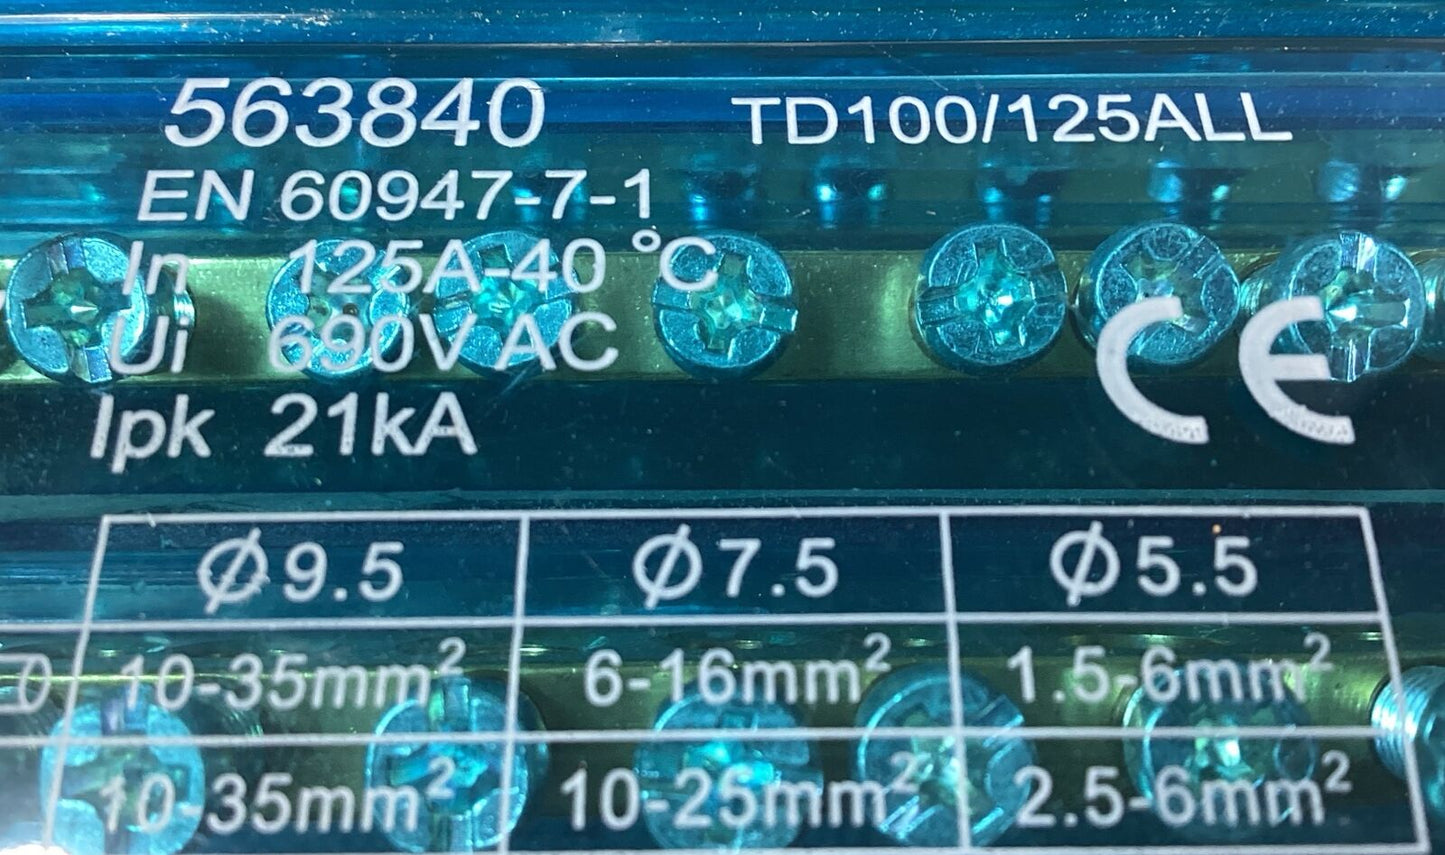 563840 TD100/125ALL
EN 60947-7-1
In 125A-40 °C
Ui 690V AC
Ipk 21kA
CE
Ø9.5 Ø7.5 Ø5.5
10-35mm² 6-16mm² 1.5-6mm²
10-35mm² 10-25mm² 2.5-6mm²